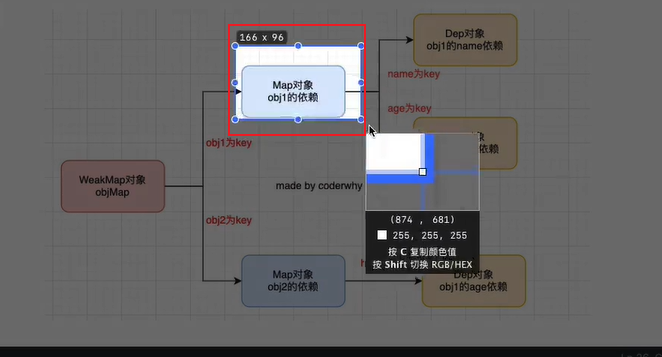 166 x 96
Dep对象
obj1的name依赖
Map对象
obj1的依赖
name为key
age为key
obj1为key
WeakMap对象
objMap
made by coderwhy
obj2为key
(874 , 681)
255, 255, 255
按 C 复制颜色值
按 Shift 切换 RGB/HEX
Map对象
obj2的依赖
Dep对象
obj1的age依赖